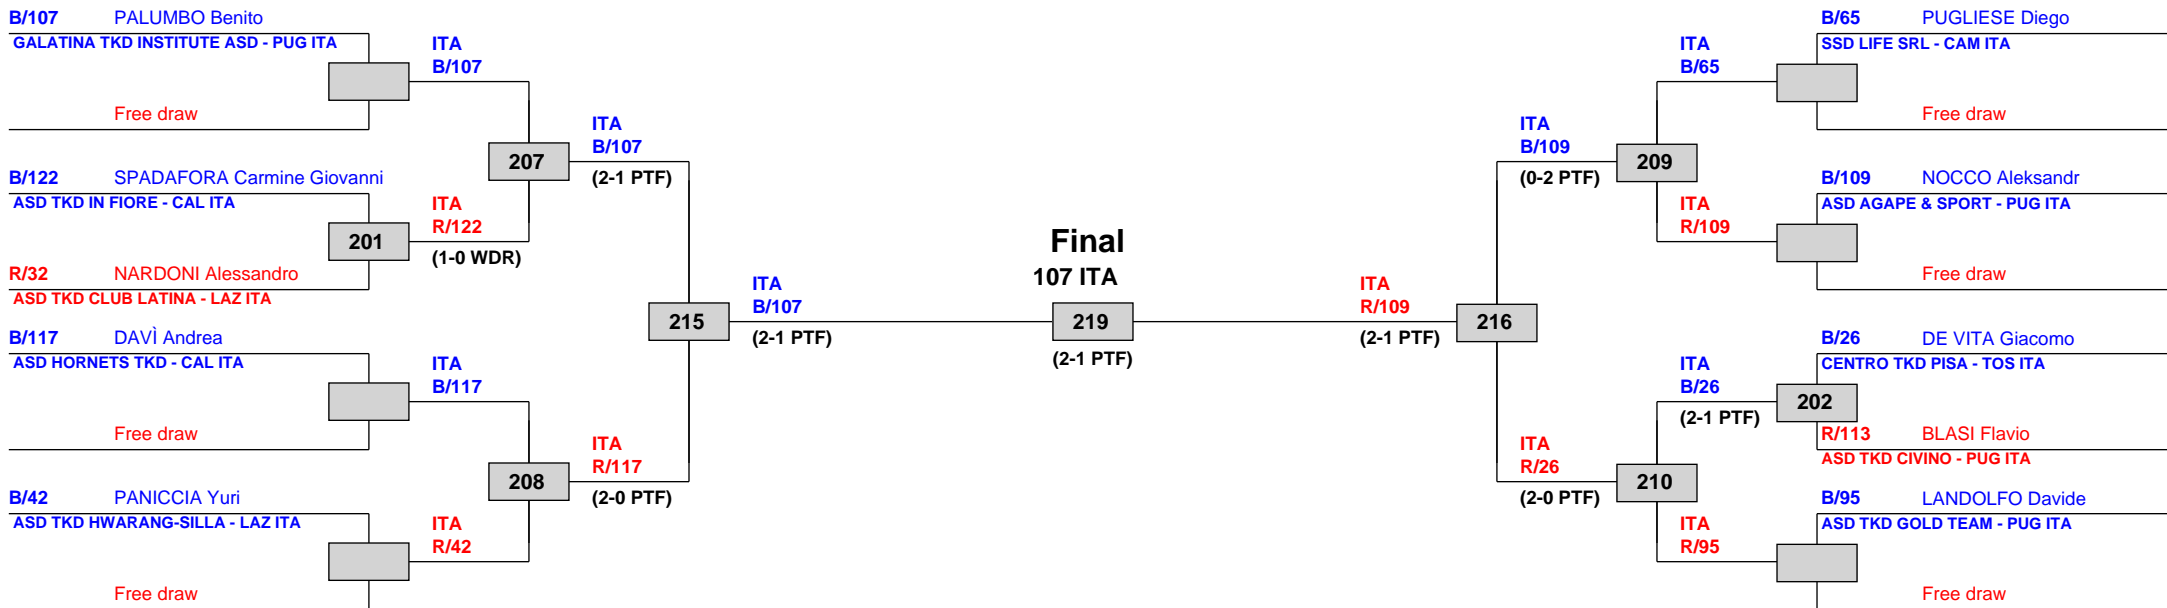 B/107 PALUMBO Benito
GALATINA TKD INSTITUTE ASD - PUG ITA
Free draw
ITA
B/107
B/122 SPADAFORA Carmine Giovanni
ASD TKD IN FIORE - CAL ITA
201
R/32 NARDONI Alessandro
ASD TKD CLUB LATINA - LAZ ITA
ITA
R/122
(1-0 WDR)
207
ITA
B/107
(2-1 PTF)
B/117 DAVÌ Andrea
ASD HORNETS TKD - CAL ITA
Free draw
ITA
B/117
B/42 PANICCIA Yuri
ASD TKD HWARANG-SILLA - LAZ ITA
Free draw
ITA
R/42
208
ITA
R/117
(2-0 PTF)
215
ITA
B/107
(2-1 PTF)
Final
107 ITA
219
(2-1 PTF)
ITA
R/109
(2-1 PTF)
216
ITA
B/109
(0-2 PTF)
209
ITA
B/65
B/65 PUGLIESE Diego
SSD LIFE SRL - CAM ITA
Free draw
ITA
R/109
B/109 NOCCO Aleksandr
ASD AGAPE & SPORT - PUG ITA
Free draw
ITA
R/26
(2-0 PTF)
210
ITA
B/26
(2-1 PTF)
202
B/26 DE VITA Giacomo
CENTRO TKD PISA - TOS ITA
R/113 BLASI Flavio
ASD TKD CIVINO - PUG ITA
ITA
R/95
B/95 LANDOLFO Davide
ASD TKD GOLD TEAM - PUG ITA
Free draw